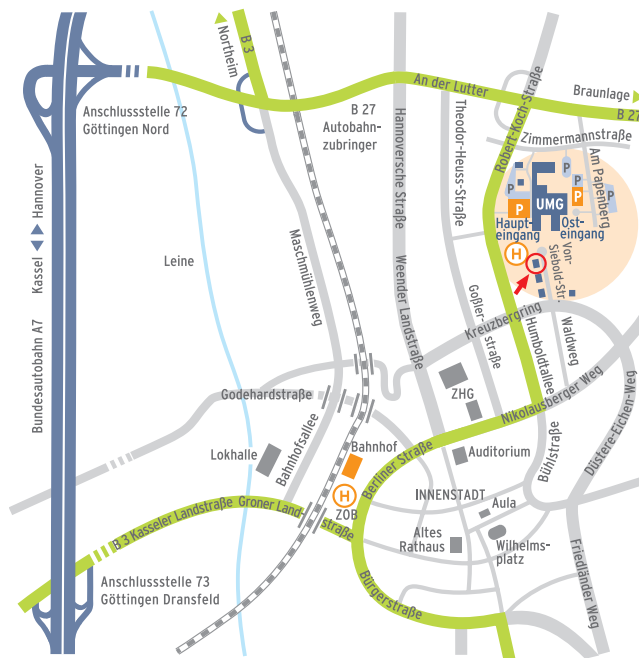 B 3
Northeim
An der Lutter
Braunlage
B 27
Anschlussstelle 72
Göttingen Nord
B 27
Autobahn-
zubringer
Hannoversche Straße
Theodor-Heuss-Straße
Robert-Koch-Straße
Zimmermannstraße
Am Papenberg
P
P
P
P
P
P
UMG
Haupt-
eingang
Ost-
eingang
H
Von-
Siebold-Str.
Kassel
Hannover
Bundesautobahn A7
Leine
Maschmühlenweg
Weender Landstraße
Goßler-
straße
Kreuzbergring
Humboldtallee
Waldweg
Godehardstraße
ZHG
Nikolausberger Weg
Düstere-Eichen-Weg
Lokhalle
Bahnhofsallee
Bahnhof
Berliner Straße
Auditorium
Bühlstraße
H
ZOB
INNENSTADT
Aula
B 3 Kasseler Landstraße
Groner Land-
straße
Altes
Rathaus
Wilhelms-
platz
Anschlussstelle 73
Göttingen Dransfeld
Bürgerstraße
Friedländer Weg